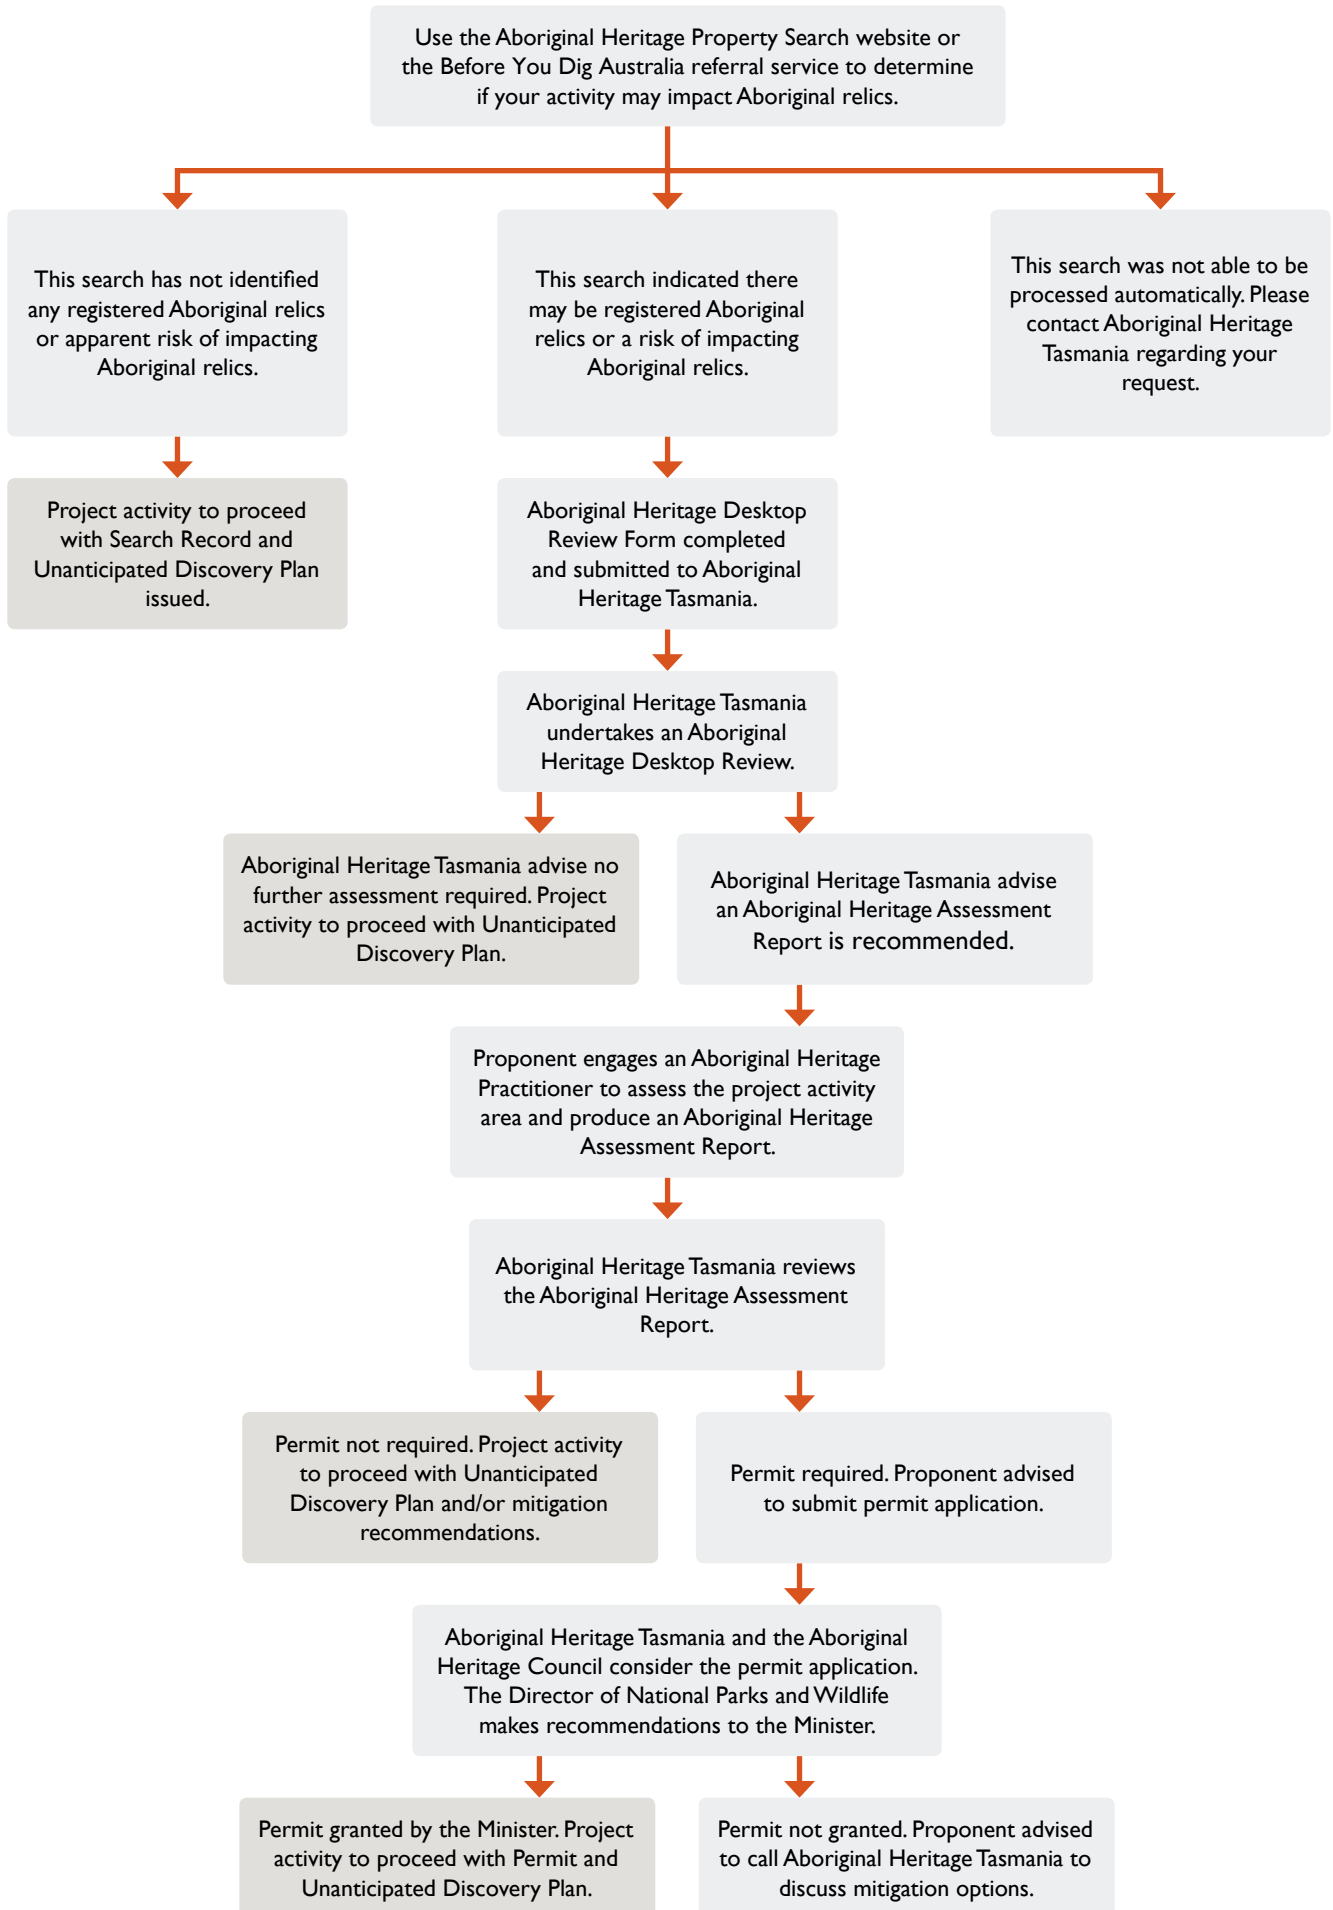 Use the Aboriginal Heritage Property Search website or
the Before You Dig Australia referral service to determine
if your activity may impact Aboriginal relics.
This search has not identified
any registered Aboriginal relics
or apparent risk of impacting
Aboriginal relics.
This search indicated there
may be registered Aboriginal
relics or a risk of impacting
Aboriginal relics.
This search was not able to be
processed automatically. Please
contact Aboriginal Heritage
Tasmania regarding your
request.
Project activity to proceed
with Search Record and
Unanticipated Discovery Plan
issued.
Aboriginal Heritage Desktop
Review Form completed
and submitted to Aboriginal
Heritage Tasmania.
Aboriginal Heritage Tasmania
undertakes an Aboriginal
Heritage Desktop Review.
Aboriginal Heritage Tasmania advise no
further assessment required. Project
activity to proceed with Unanticipated
Discovery Plan.
Aboriginal Heritage Tasmania advise
an Aboriginal Heritage Assessment
Report is recommended.
Proponent engages an Aboriginal Heritage
Practitioner to assess the project activity
area and produce an Aboriginal Heritage
Assessment Report.
Aboriginal Heritage Tasmania reviews
the Aboriginal Heritage Assessment
Report.
Permit not required. Project activity
to proceed with Unanticipated
Discovery Plan and/or mitigation
recommendations.
Permit required. Proponent advised
to submit permit application.
Aboriginal Heritage Tasmania and the Aboriginal
Heritage Council consider the permit application.
The Director of National Parks and Wildlife
makes recommendations to the Minister.
Permit granted by the Minister. Project
activity to proceed with Permit and
Unanticipated Discovery Plan.
Permit not granted. Proponent advised
to call Aboriginal Heritage Tasmania to
discuss mitigation options.